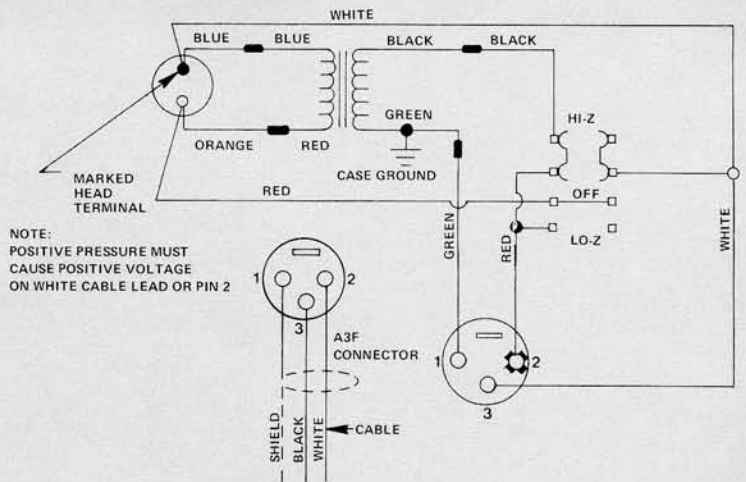 WHITE
BLUE
BLUE
BLACK
BLACK
HI-Z
GREEN
ORANGE
RED
CASE GROUND
MARKED
HEAD
TERMINAL
RED
OFF
LO-Z
NOTE:
POSITIVE PRESSURE MUST
CAUSE POSITIVE VOLTAGE
ON WHITE CABLE LEAD OR PIN 2
GREEN
RED
WHITE
1
2
3
A3F
CONNECTOR
1
2
3
SHIELD
BLACK
WHITE
CABLE